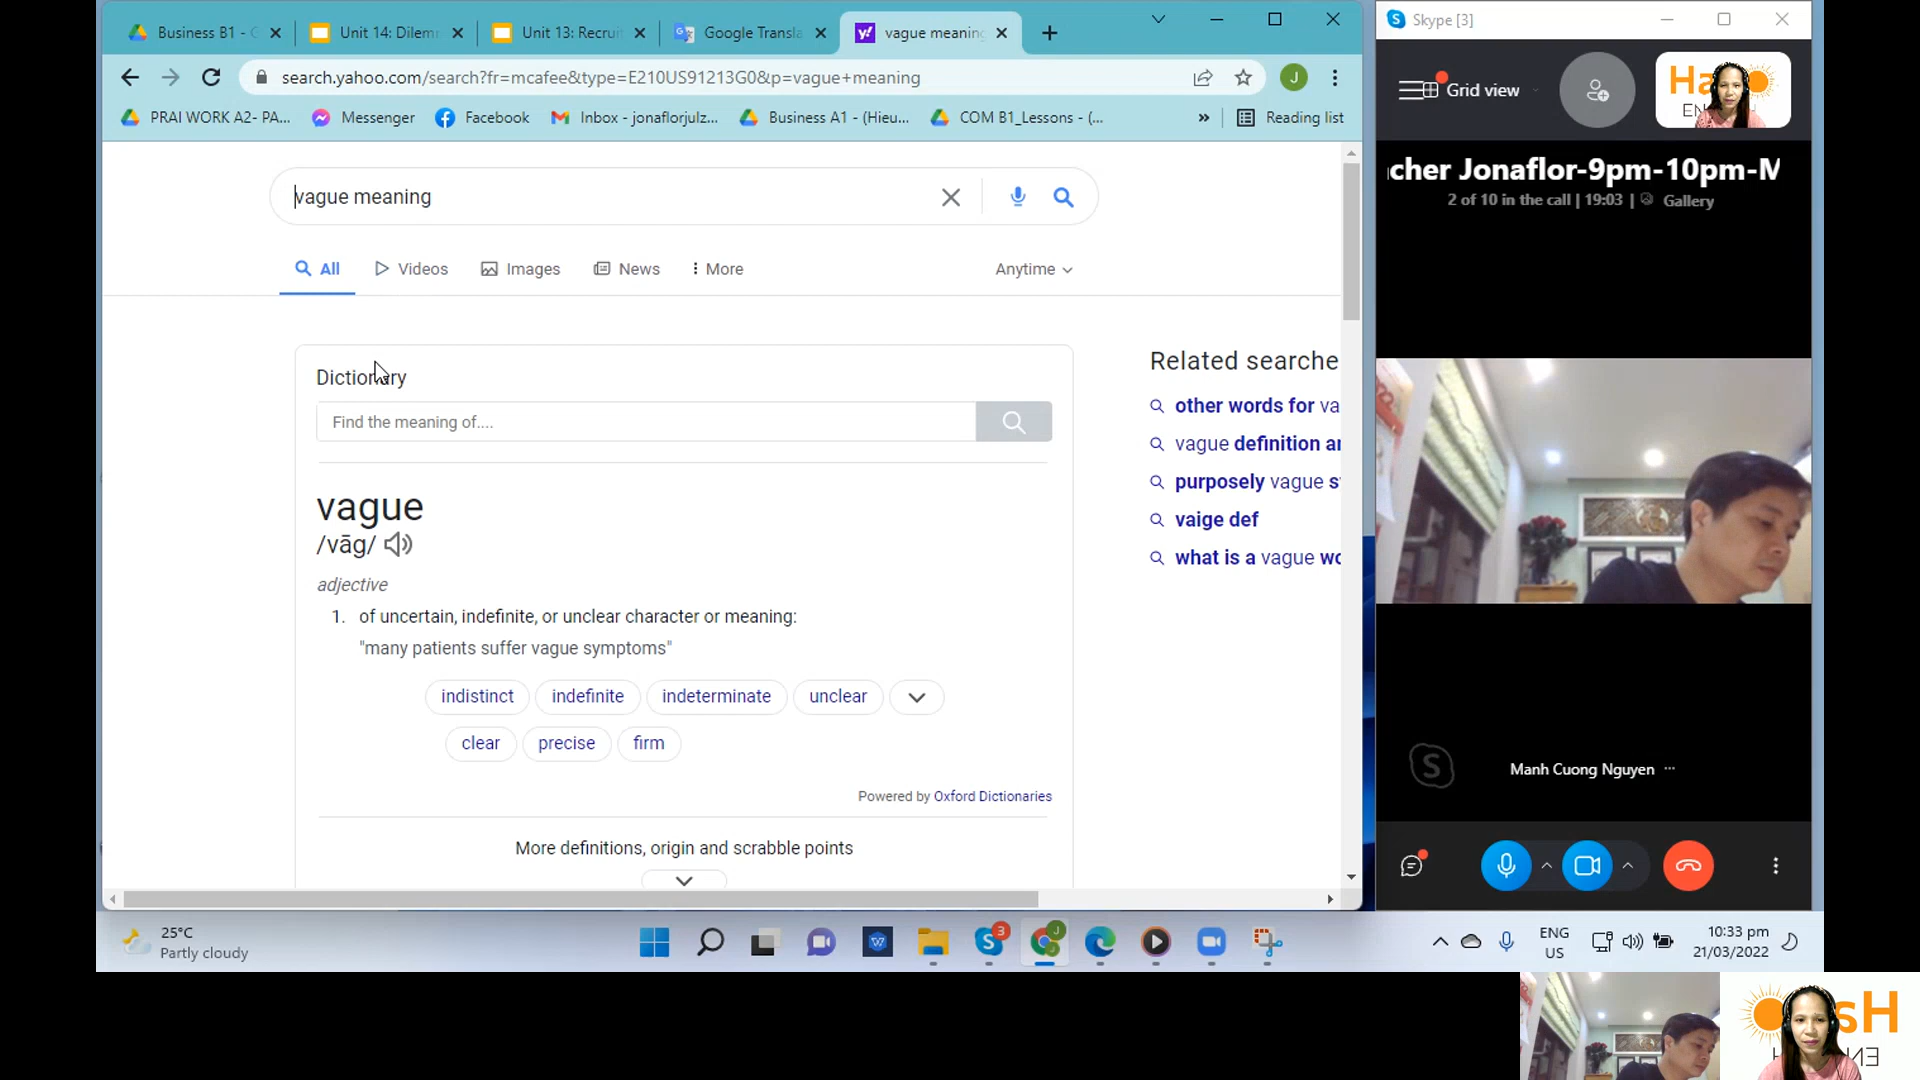 Business B1 - G
Unit 14: Dilem
Unit 13: Recrui
Google Transla
vague meaning
search.yahoo.com/search?fr=mcafee&type=E210US91213G0&p=vague+meaning
J
PRAI WORK A2- PA...
Messenger
Facebook
Inbox - jonaflorjulz...
Business A1 - (Hieu...
COM B1_Lessons - (...
»
Reading list
vague meaning
All
Videos
Images
News
More
Anytime
Dictionary
Find the meaning of....
vague
/vāg/
adjective
1. of uncertain, indefinite, or unclear character or meaning:
"many patients suffer vague symptoms"
indistinct
indefinite
indeterminate
unclear
clear
precise
firm
Powered by Oxford Dictionaries
More definitions, origin and scrabble points
Related searche
other words for va
vague definition ar
purposely vague s
vaige def
what is a vague wo
Skype [3]
Grid view
cher Jonaflor-9pm-10pm-M
2 of 10 in the call | 19:03 | Gallery
Manh Cuong Nguyen
25°C
Partly cloudy
3
ENG
US
10:33 pm
21/03/2022